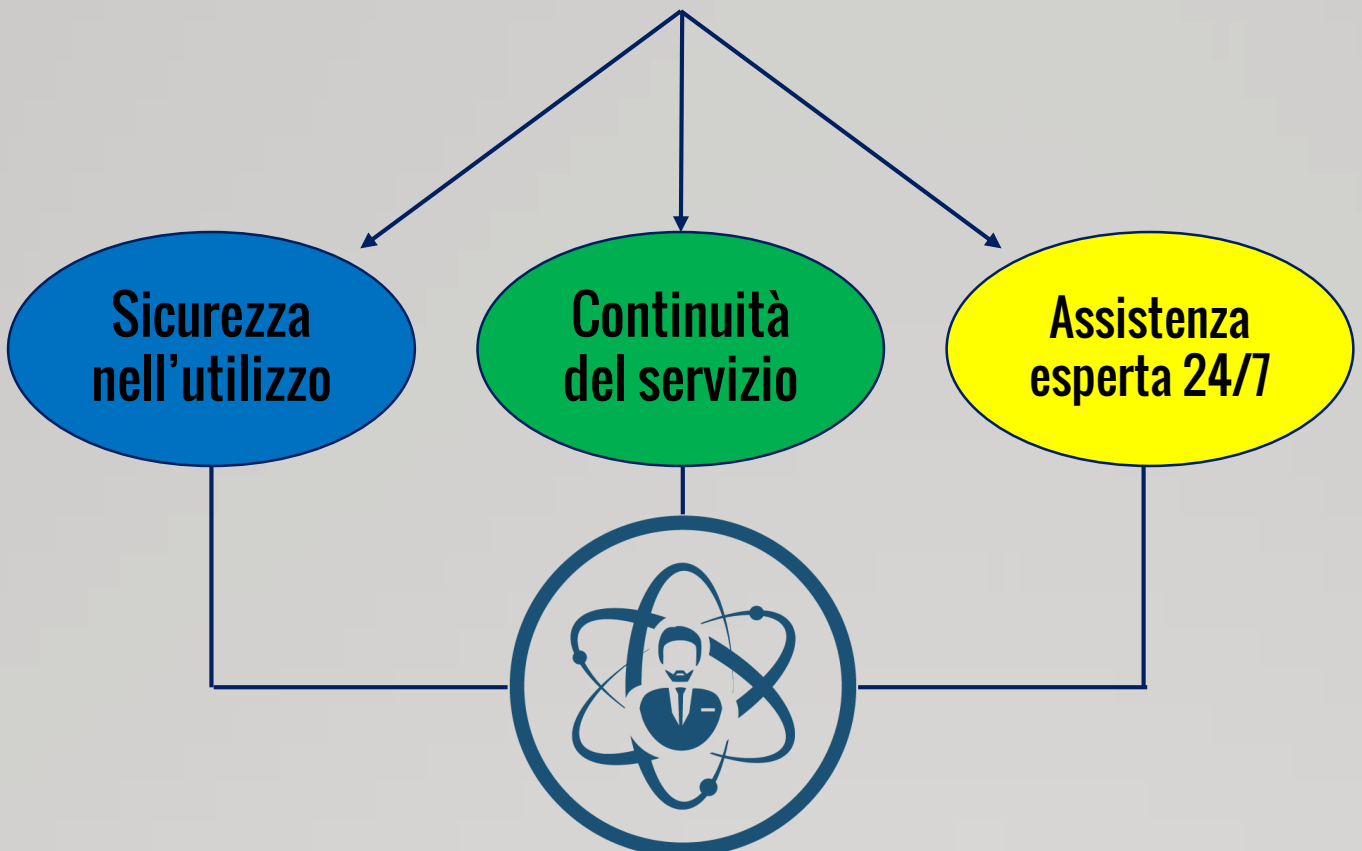 Sicurezza
nell’utilizzo
Continuità
del servizio
Assistenza
esperta 24/7